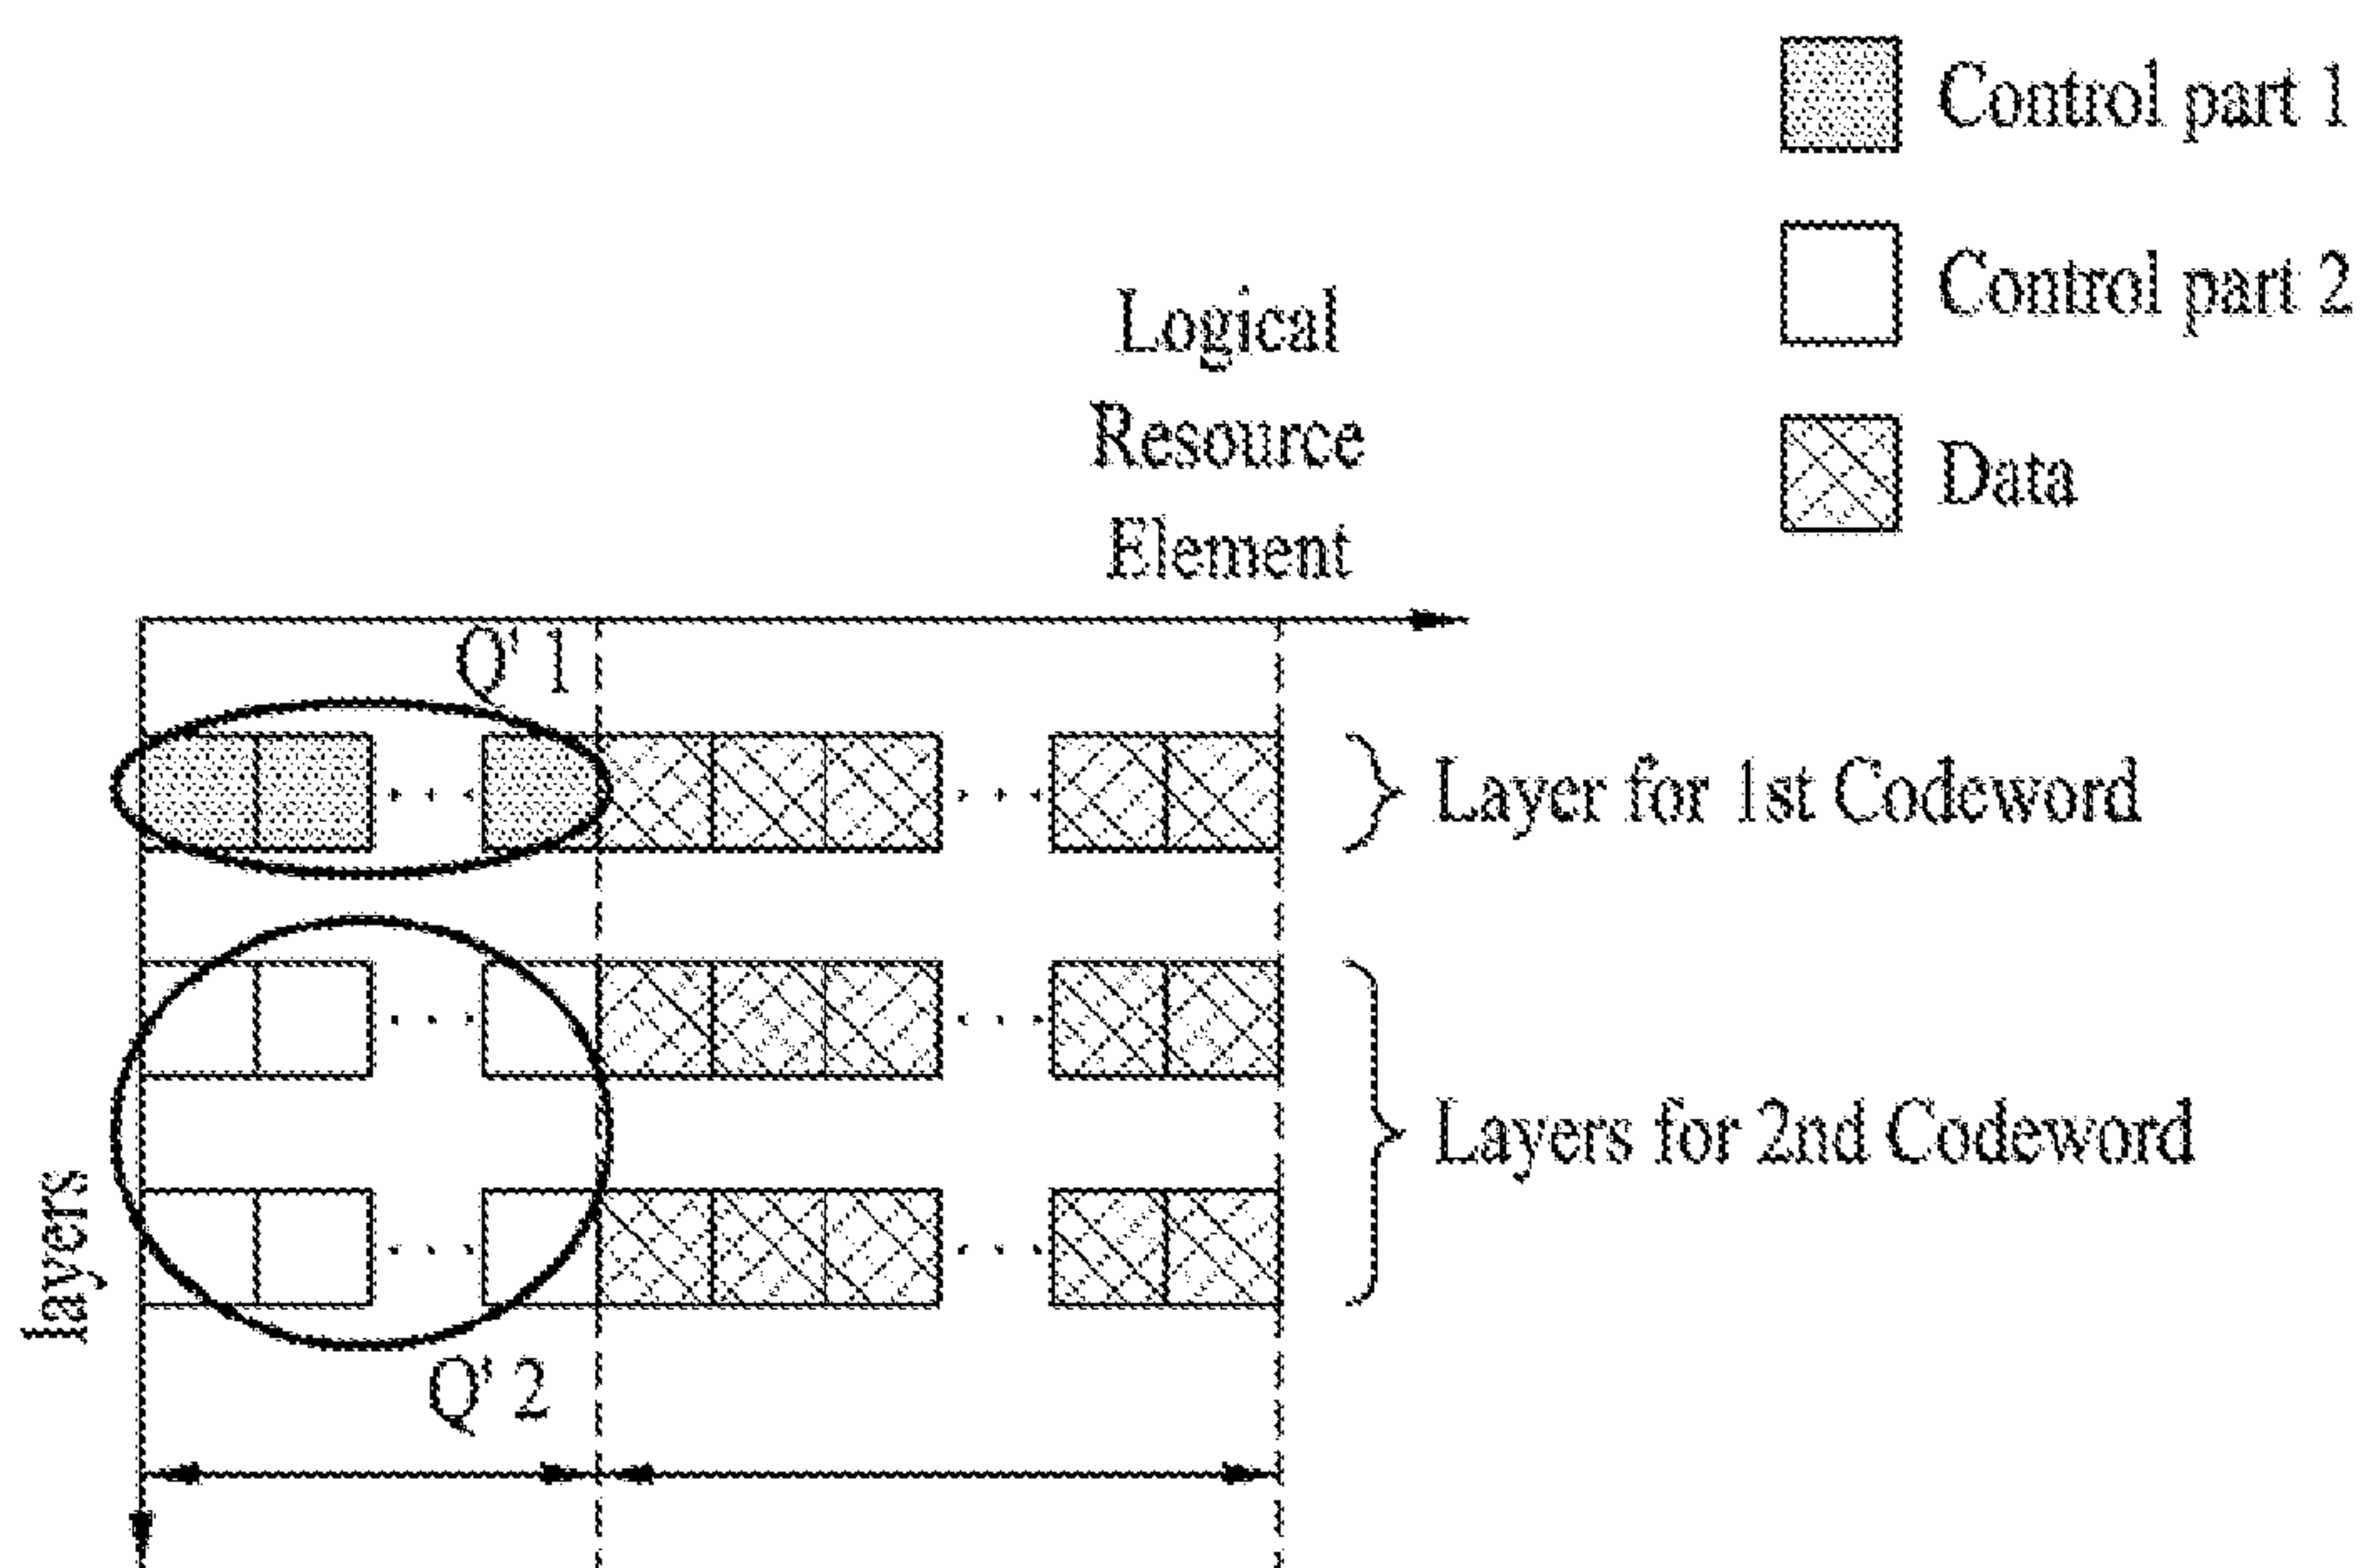 Control part 1
Control part 2
Data
Logical
Resource
Element
Q' 1
Layer for 1st Codeword
Layers for 2nd Codeword
layers
Q' 2